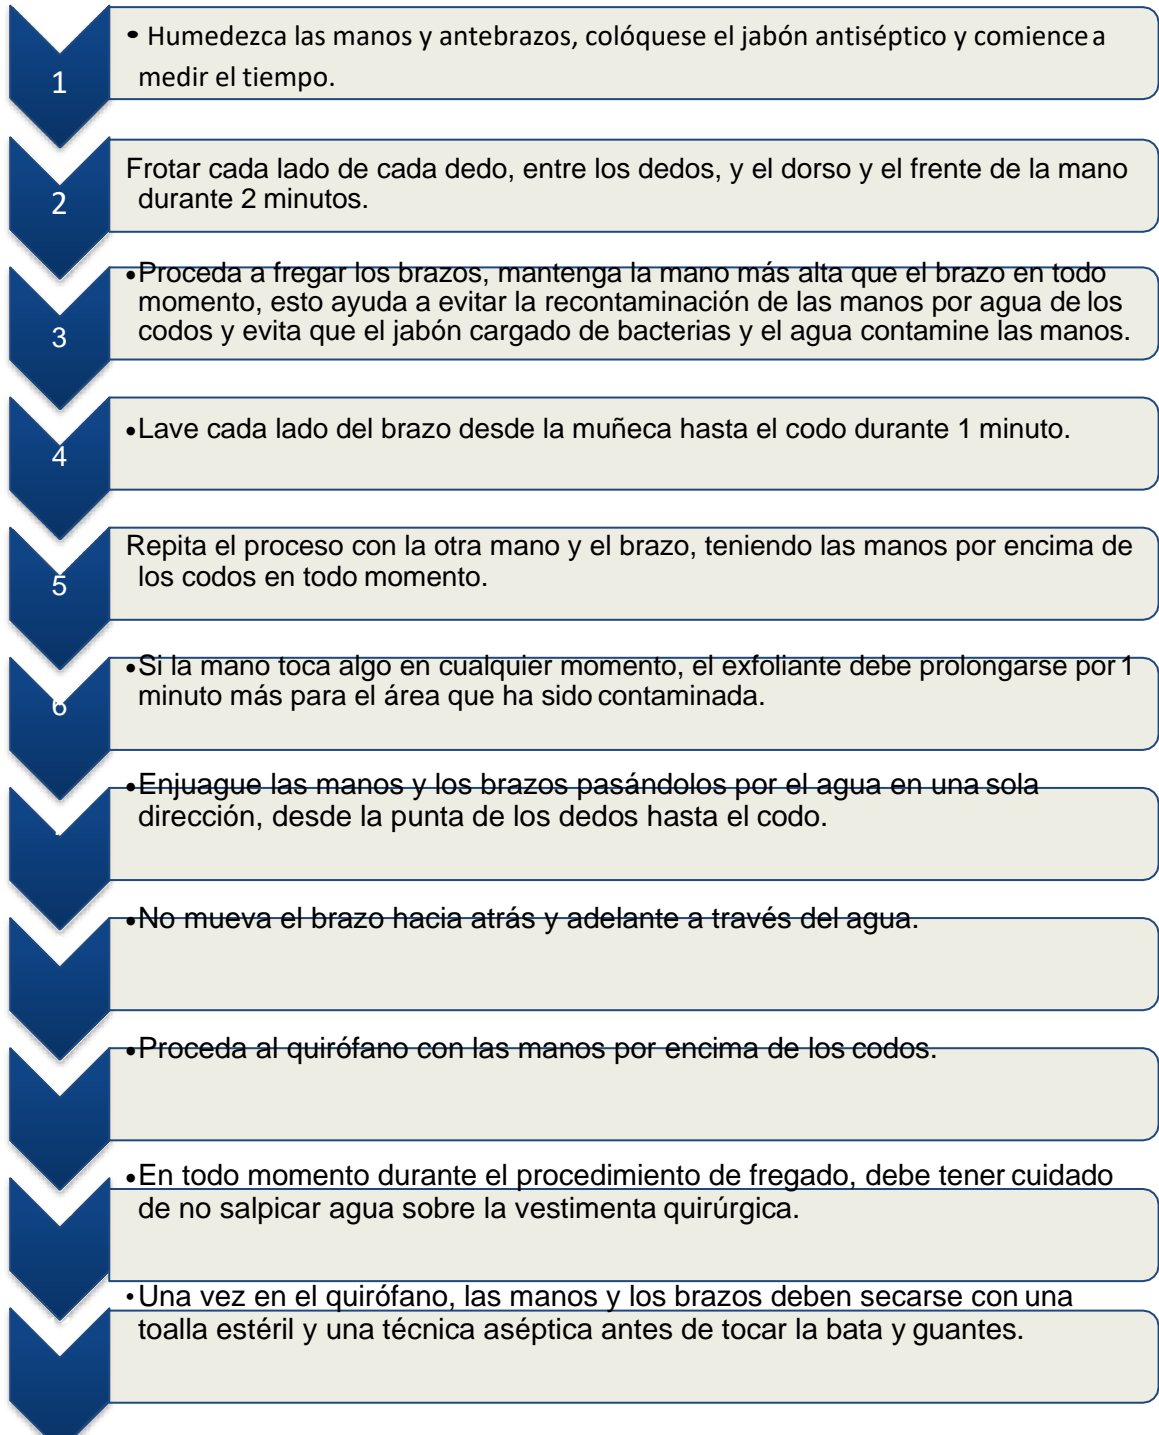 1
• Humedezca las manos y antebrazos, colóquese el jabón antiséptico y comience a
medir el tiempo.
2
Frotar cada lado de cada dedo, entre los dedos, y el dorso y el frente de la mano
durante 2 minutos.
3
•Proceda a fregar los brazos, mantenga la mano más alta que el brazo en todo
momento, esto ayuda a evitar la recontaminación de las manos por agua de los
codos y evita que el jabón cargado de bacterias y el agua contamine las manos.
4
•Lave cada lado del brazo desde la muñeca hasta el codo durante 1 minuto.
5
Repita el proceso con la otra mano y el brazo, teniendo las manos por encima de
los codos en todo momento.
6
•Si la mano toca algo en cualquier momento, el exfoliante debe prolongarse por 1
minuto más para el área que ha sido contaminada.
•Enjuague las manos y los brazos pasándolos por el agua en una sola
dirección, desde la punta de los dedos hasta el codo.
•No mueva el brazo hacia atrás y adelante a través del agua.
•Proceda al quirófano con las manos por encima de los codos.
•En todo momento durante el procedimiento de fregado, debe tener cuidado
de no salpicar agua sobre la vestimenta quirúrgica.
•Una vez en el quirófano, las manos y los brazos deben secarse con una
toalla estéril y una técnica aséptica antes de tocar la bata y guantes.